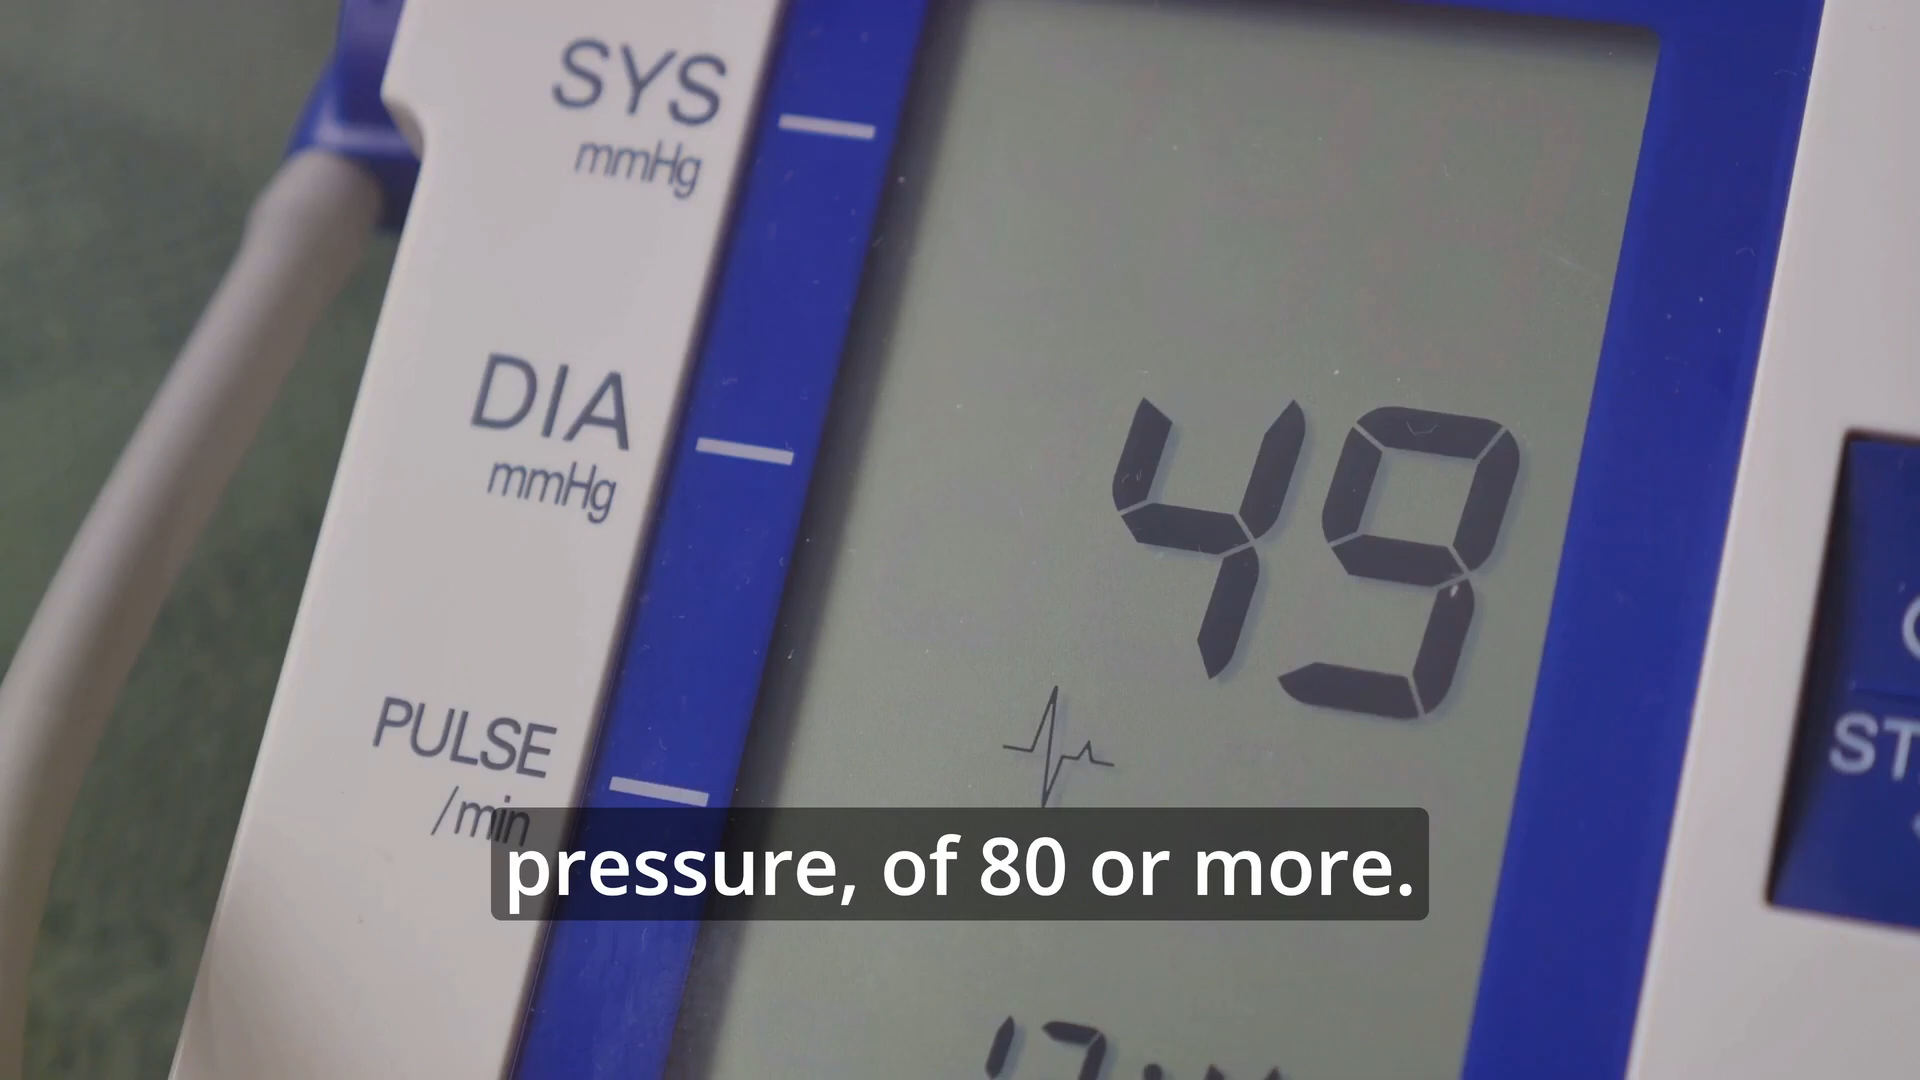 SYS
mmHg
DIA
mmHg
49
PULSE
/min
pressure, of 80 or more.